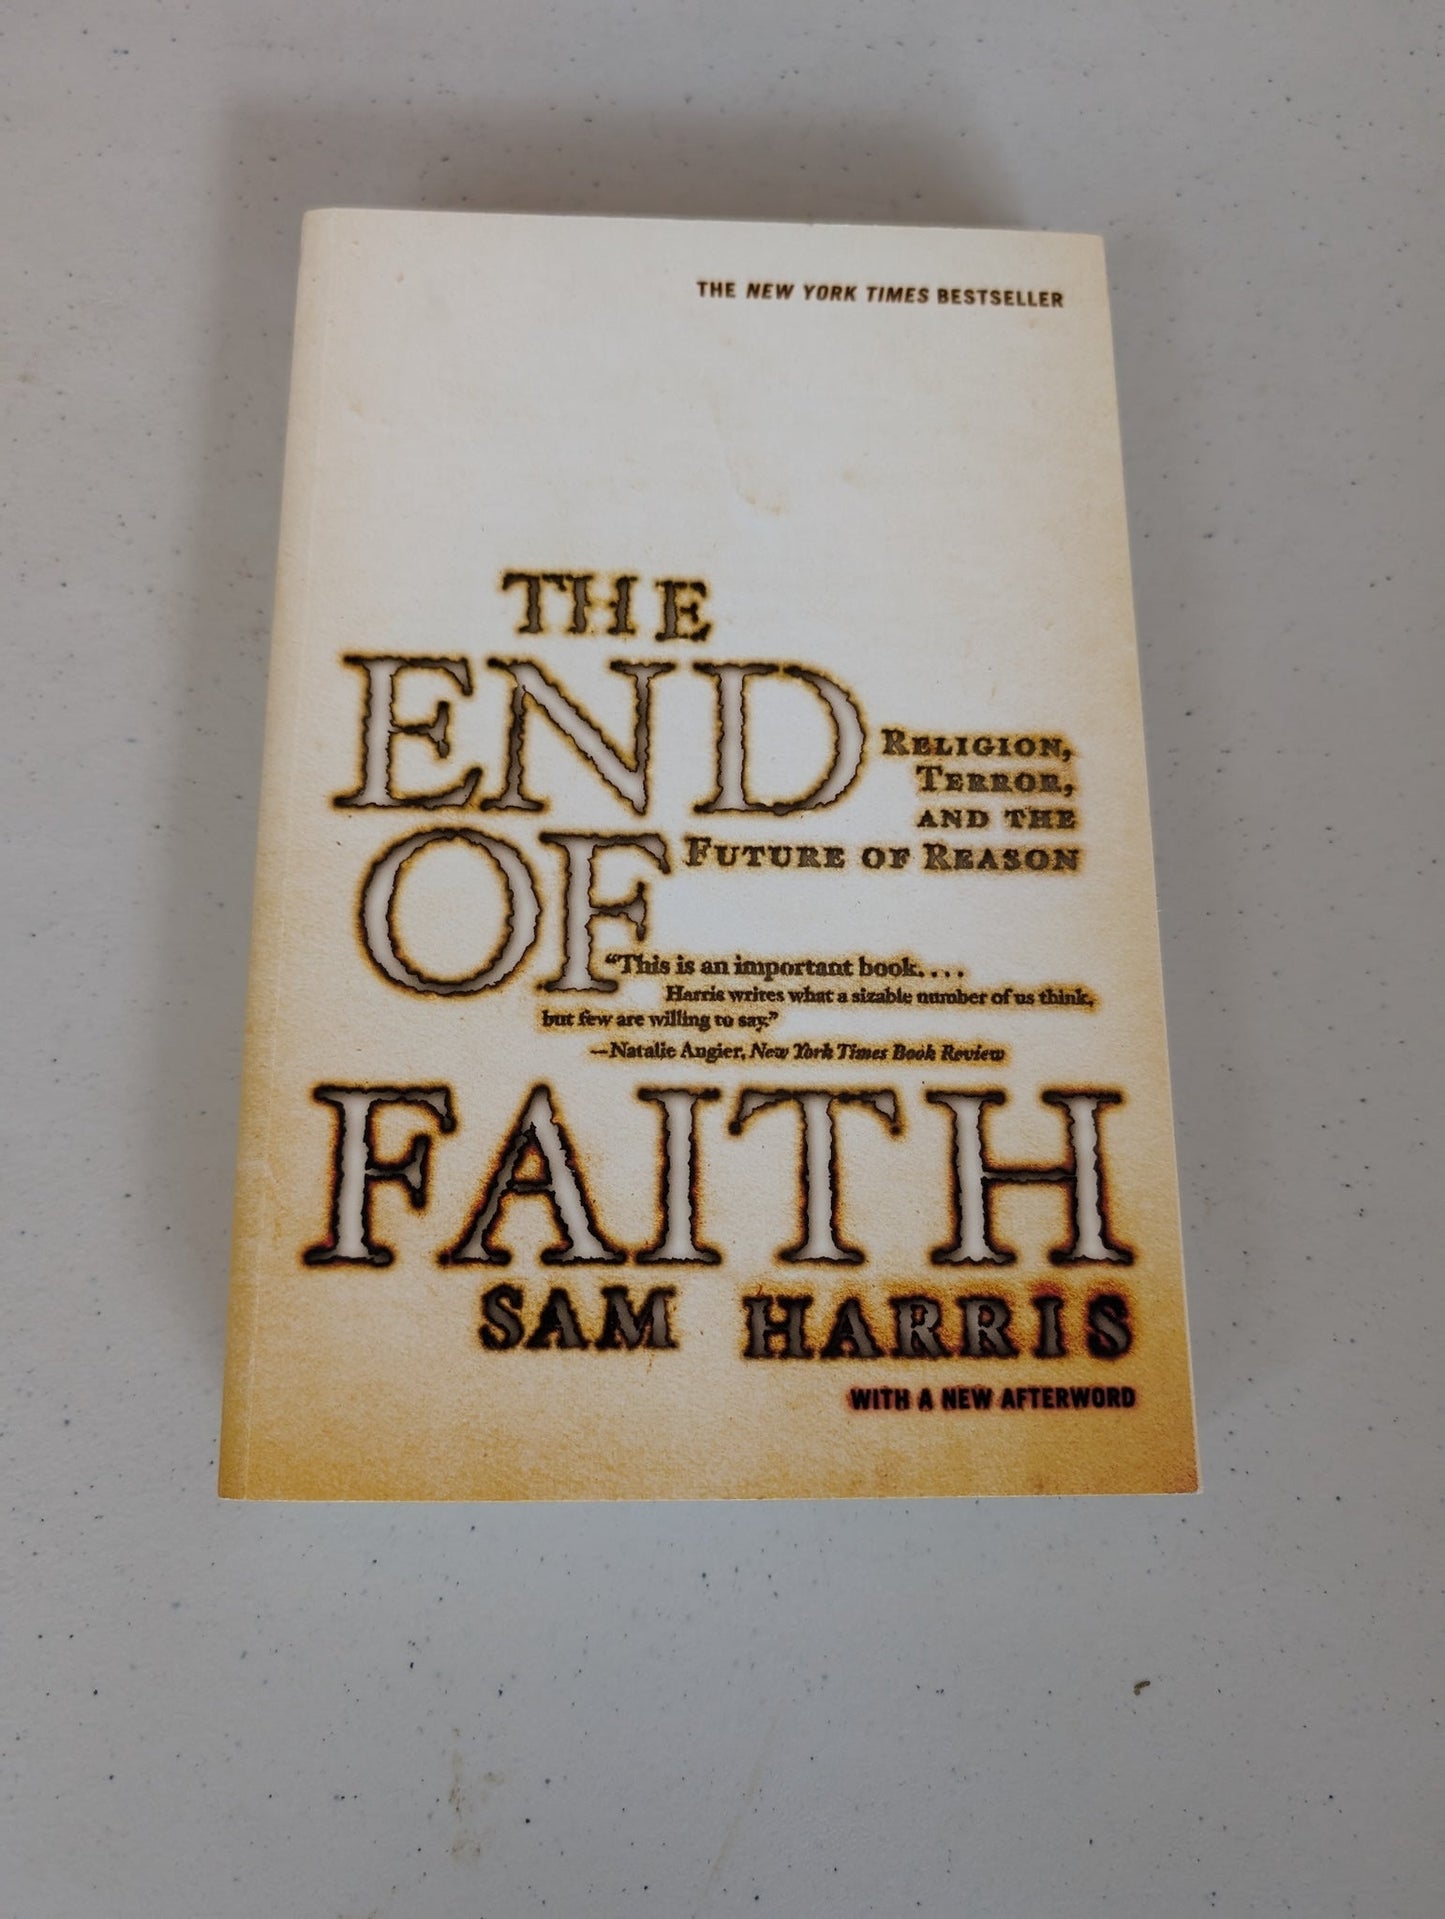 THE NEW YORK TIMES BESTSELLER
THE
END
RELIGION,
TERROR,
AND THE
OF
FUTURE OF REASON
“This is an important book. . . .
Harris writes what a sizable number of us think,
but few are willing to say.”
—Natalie Angier, New York Times Book Review
FAITH
SAM HARRIS
WITH A NEW AFTERWORD